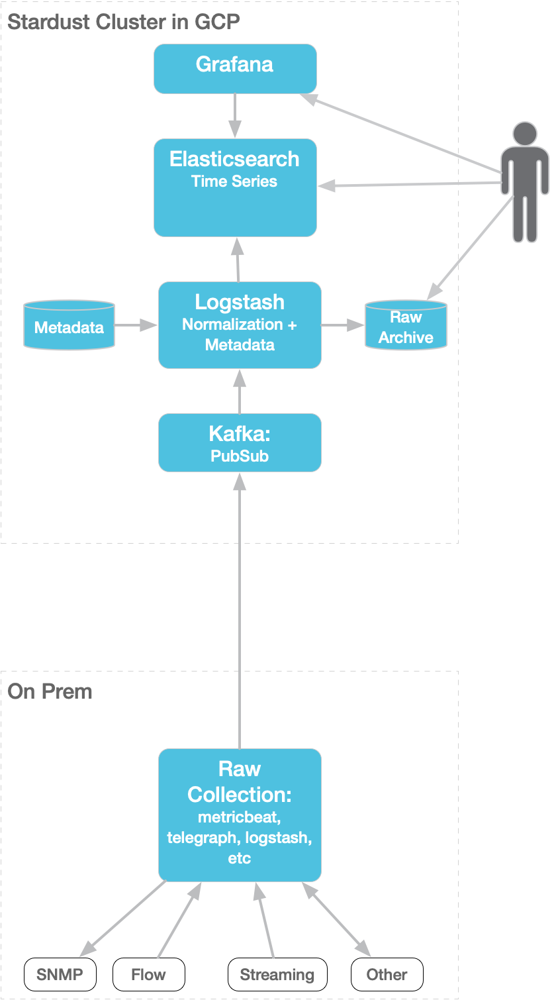 Stardust Cluster in GCP
Grafana
Elasticsearch
Time Series
Logstash
Normalization +
Metadata
Metadata
Raw
Archive
Kafka:
PubSub
On Prem
Raw
Collection:
metricbeat,
telegraph, logstash,
etc
SNMP
Flow
Streaming
Other